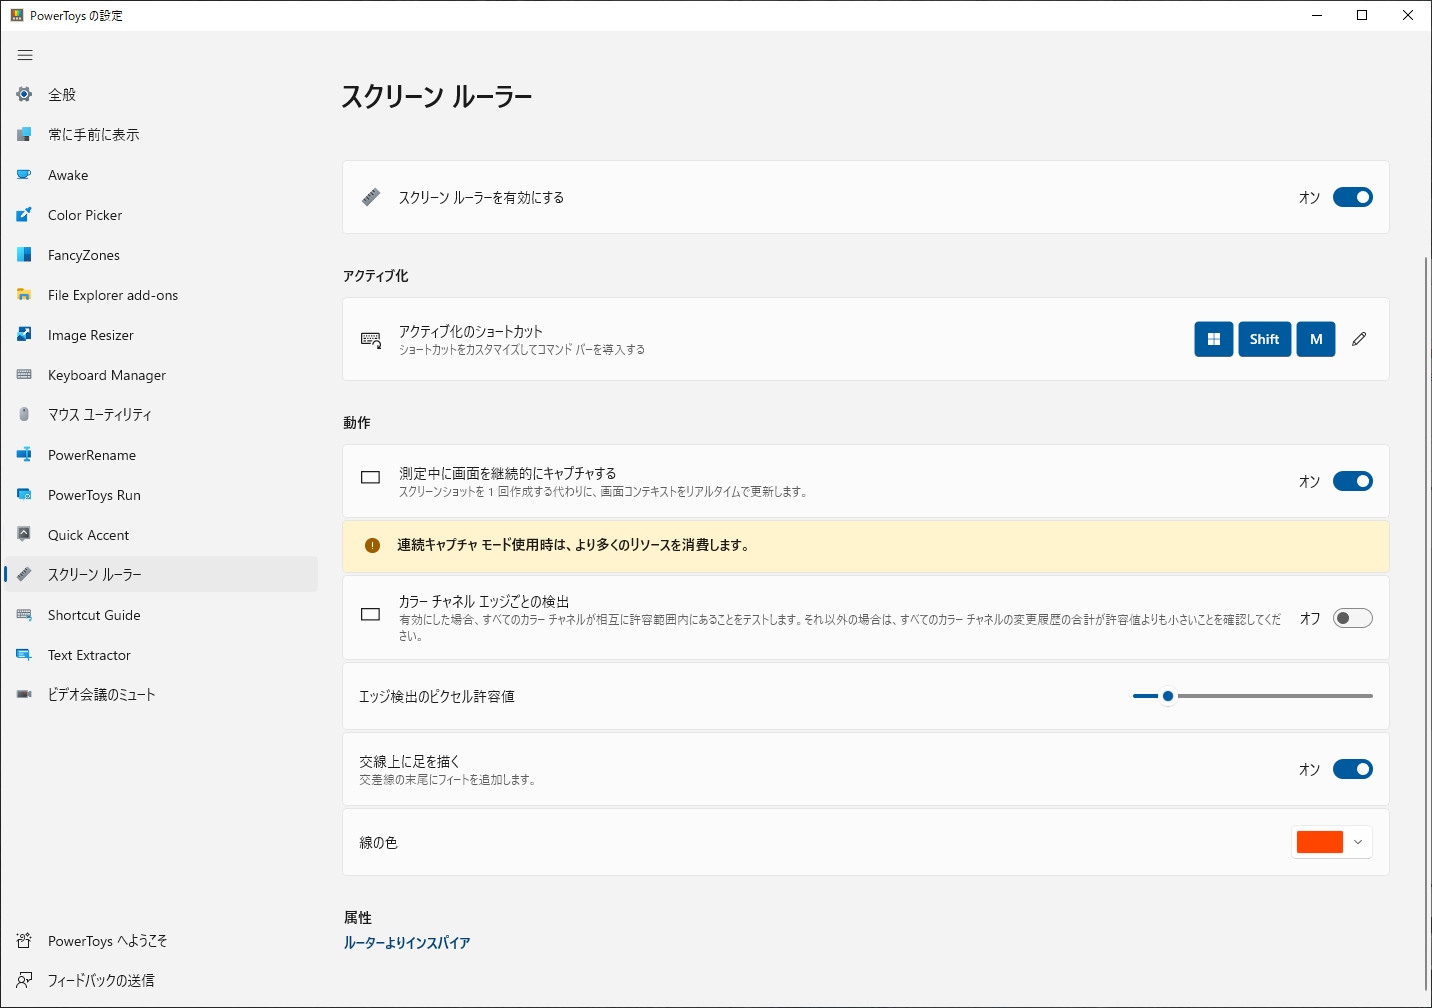 PowerToys の設定
全般
常に手前に表示
Awake
Color Picker
FancyZones
File Explorer add-ons
Image Resizer
Keyboard Manager
マウス ユーティリティ
PowerRename
PowerToys Run
Quick Accent
スクリーン ルーラー
Shortcut Guide
Text Extractor
ビデオ会議のミュート
PowerToys へようこそ
フィードバックの送信
スクリーン ルーラー
スクリーン ルーラーを有効にする
オン
アクティブ化
アクティブ化のショートカット
ショートカットをカスタマイズしてコマンド バーを導入する
Shift M
動作
測定中に画面を継続的にキャプチャする
スクリーンショットを 1 回作成する代わりに、画面コンテキストをリアルタイムで更新します。
オン
連続キャプチャ モード使用時は、より多くのリソースを消費します。
カラー チャネル エッジごとの検出
有効にした場合、すべてのカラー チャネルが相互に許容範囲内にあることをテストします。それ以外の場合は、すべてのカラー チャネルの変更履歴の合計が許容値よりも小さいことを確認してくだ
さい。
オフ
エッジ検出のピクセル許容値
交線上に足を描く
交差線の末尾にフィートを追加します。
オン
線の色
属性
ルーターよりインスパイア